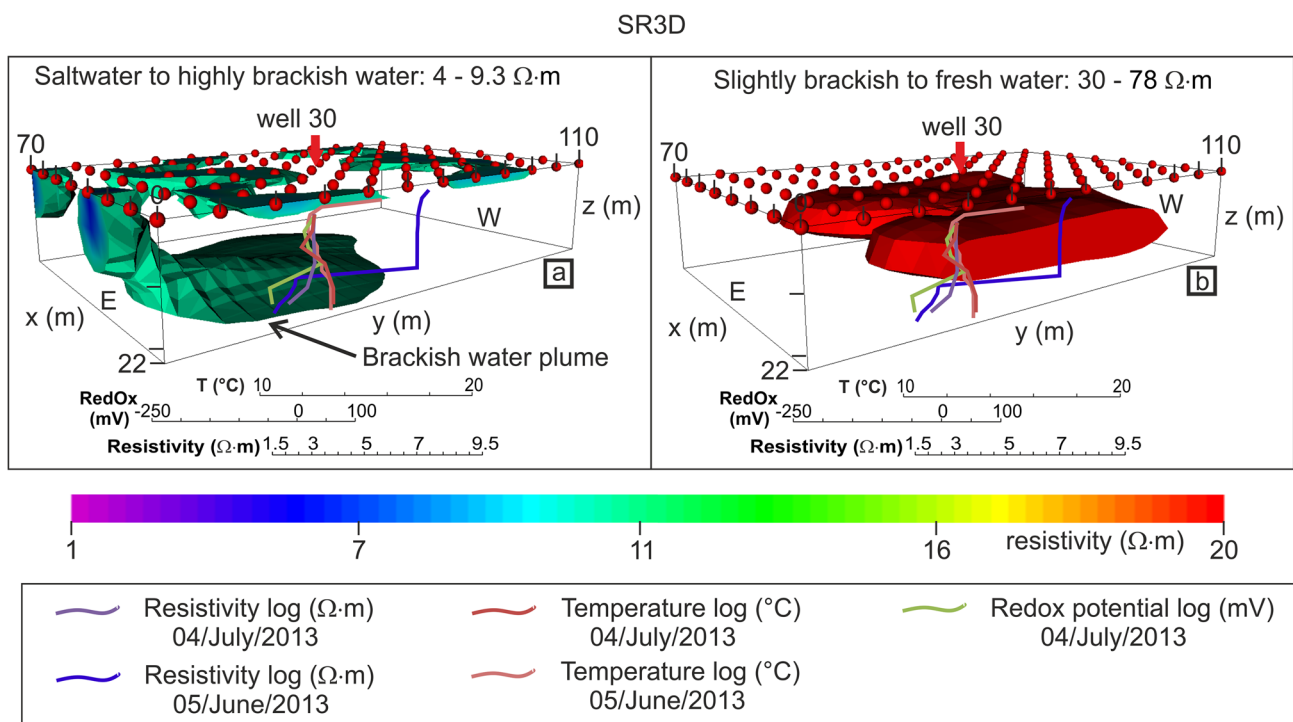 SR3D
Saltwater to highly brackish water: 4 - 9.3 Ω·m
well 30
70
110
0
z (m)
W
a
E
x (m)
y (m)
22
Brackish water plume
T (°C) 10 20
RedOx
(mV) -250 0 100
Resistivity (Ω·m) 1.5 3 5 7 9.5
Slightly brackish to fresh water: 30 - 78 Ω·m
well 30
70
110
0
z (m)
W
b
E
x (m)
y (m)
22
T (°C) 10 20
RedOx
(mV) -250 0 100
Resistivity (Ω·m) 1.5 3 5 7 9.5
1 7 11 16 resistivity (Ω·m) 20
Resistivity log (Ω·m)
04/July/2013
Temperature log (°C)
04/July/2013
Redox potential log (mV)
04/July/2013
Resistivity log (Ω·m)
05/June/2013
Temperature log (°C)
05/June/2013